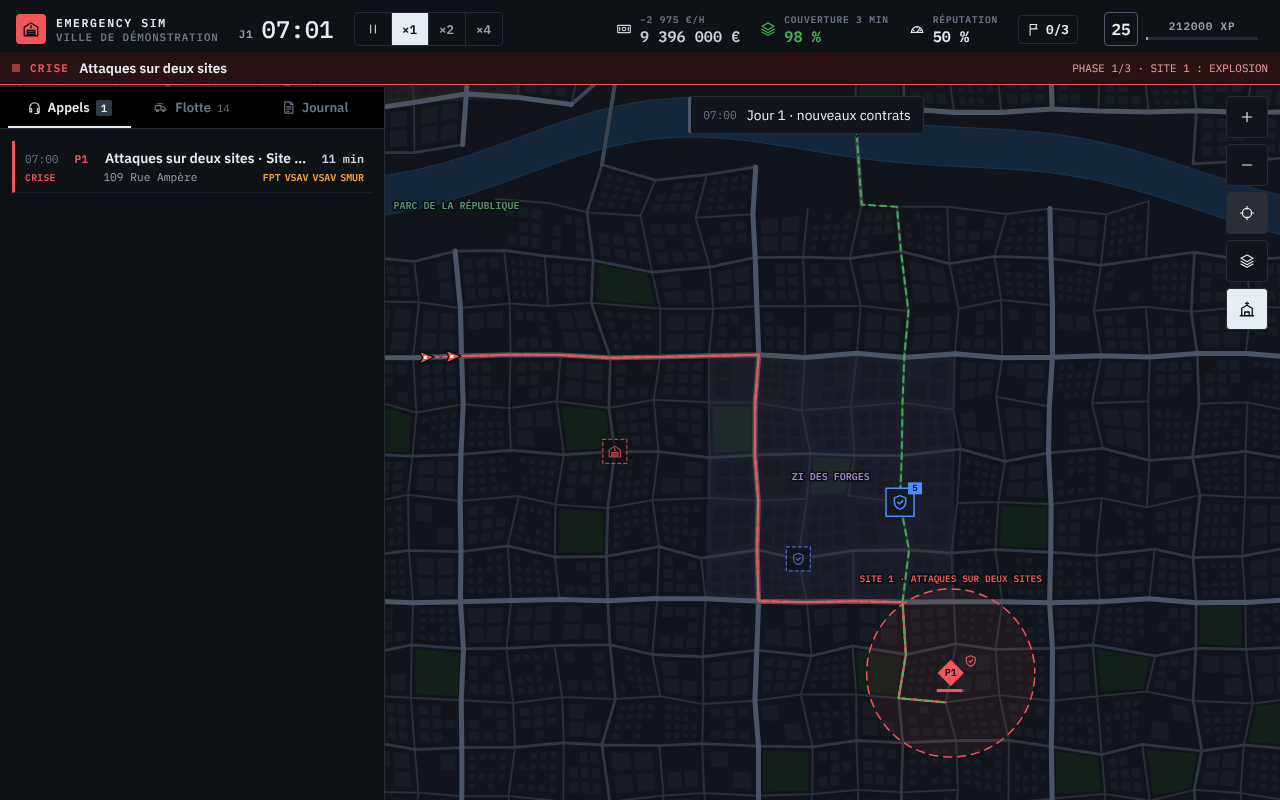 EMERGENCY SIM
VILLE DE DÉMONSTRATION
J1 07:01
×1 ×2 ×4
−2 975 €/H
9 396 000 €
COUVERTURE 3 MIN
98 %
RÉPUTATION
50 %
0/3
25
212000 XP
CRISE Attaques sur deux sites
PHASE 1/3 · SITE 1 : EXPLOSION
Appels 1
Flotte 14
Journal
07:00 P1 Attaques sur deux sites · Site ... 11 min
CRISE 109 Rue Ampère FPT VSAV VSAV SMUR
07:00 Jour 1 · nouveaux contrats
PARC DE LA RÉPUBLIQUE
ZI DES FORGES
5
SITE 1 · ATTAQUES SUR DEUX SITES
P1